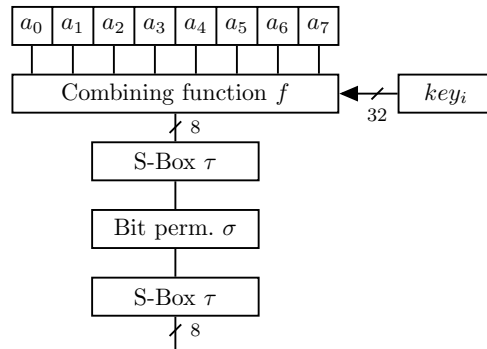 a₀ a₁ a₂ a₃ a₄ a₅ a₆ a₇
Combining function f
keyᵢ
32
8
S-Box τ
Bit perm. σ
S-Box τ
8